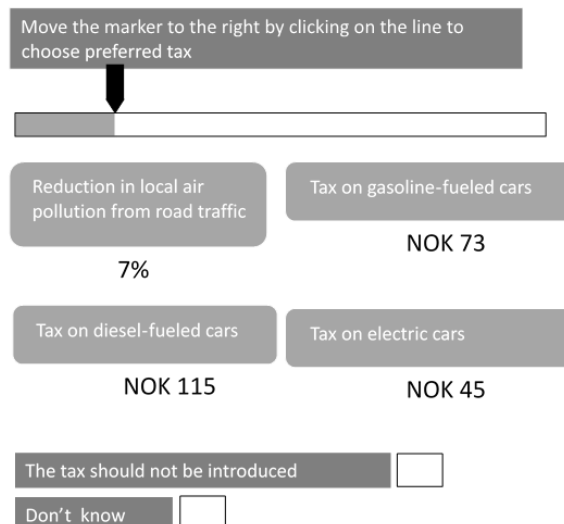 Move the marker to the right by clicking on the line to
choose preferred tax
Reduction in local air
pollution from road traffic
7%
Tax on gasoline-fueled cars
NOK 73
Tax on diesel-fueled cars
NOK 115
Tax on electric cars
NOK 45
The tax should not be introduced
Don't know